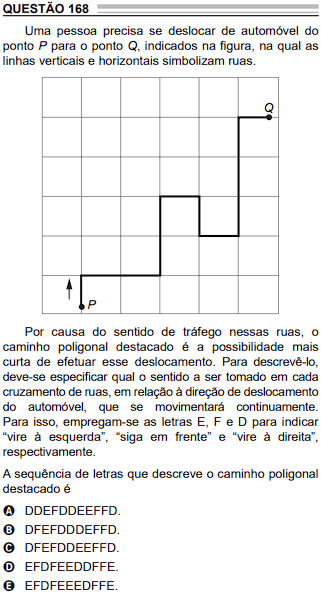 QUESTÃO 168
Uma pessoa precisa se deslocar de automóvel do
ponto P para o ponto Q, indicados na figura, na qual as
linhas verticais e horizontais simbolizam ruas.
Q
P
Por causa do sentido de tráfego nessas ruas, o
caminho poligonal destacado é a possibilidade mais
curta de efetuar esse deslocamento. Para descrevê-lo,
deve-se especificar qual o sentido a ser tomado em cada
cruzamento de ruas, em relação à direção de deslocamento
do automóvel, que se movimentará continuamente.
Para isso, empregam-se as letras E, F e D para indicar
“vire à esquerda”, “siga em frente” e “vire à direita”,
respectivamente.
A sequência de letras que descreve o caminho poligonal
destacado é
A DDEFDDEEFFD.
B DFEFDDDEFFD.
C DFEFDDEEFFD.
D EFDFEEDDFFE.
E EFDFEEEDFFE.